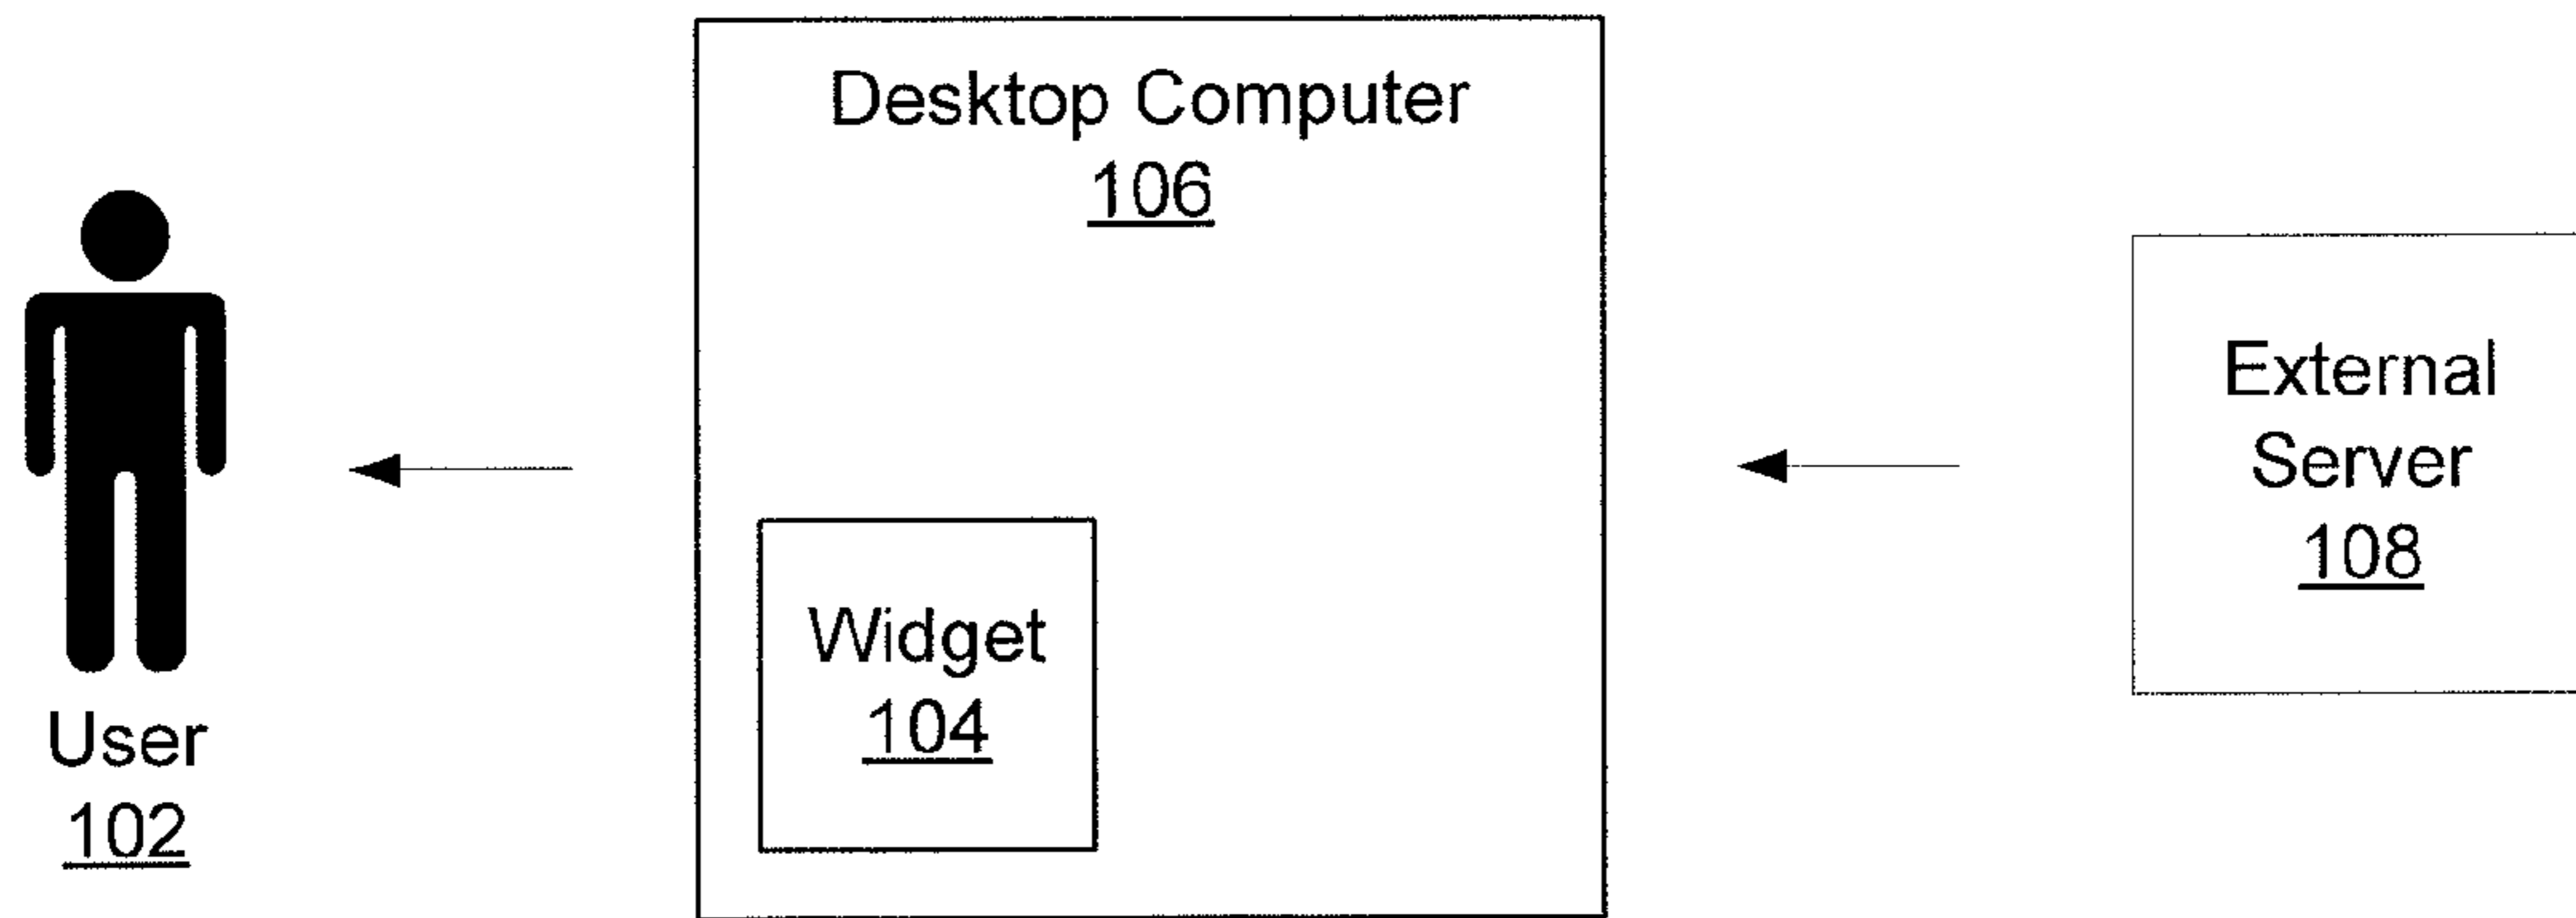 Desktop Computer
106
External
Server
108
Widget
104
User
102